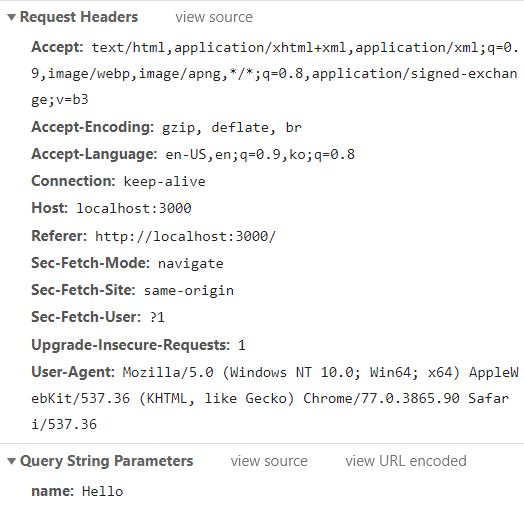 ▼ Request Headers view source
Accept: text/html,application/xhtml+xml,application/xml;q=0.
9,image/webp,image/apng,*/*;q=0.8,application/signed-exchan
ge;v=b3
Accept-Encoding: gzip, deflate, br
Accept-Language: en-US,en;q=0.9,ko;q=0.8
Connection: keep-alive
Host: localhost:3000
Referer: http://localhost:3000/
Sec-Fetch-Mode: navigate
Sec-Fetch-Site: same-origin
Sec-Fetch-User: ?1
Upgrade-Insecure-Requests: 1
User-Agent: Mozilla/5.0 (Windows NT 10.0; Win64; x64) AppleW
ebKit/537.36 (KHTML, like Gecko) Chrome/77.0.3865.90 Safar
i/537.36
▼ Query String Parameters view source view URL encoded
name: Hello